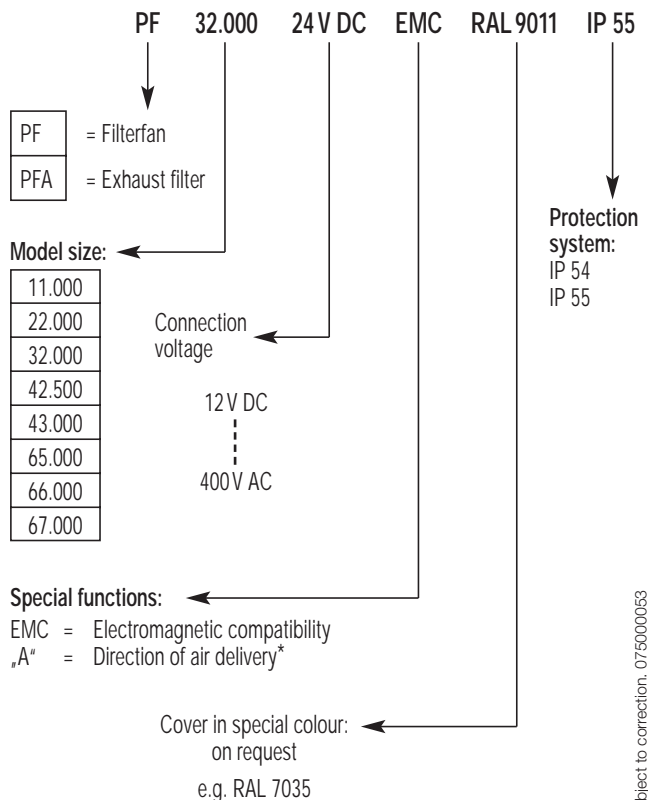 PF 32.000 24 V DC EMC RAL 9011 IP 55
PF = Filterfan
PFA = Exhaust filter
Protection
system:
IP 54
IP 55
Model size:
11.000
22.000
32.000
42.500
43.000
65.000
66.000
67.000
Connection
voltage
12 V DC
400 V AC
Special functions:
EMC = Electromagnetic compatibility
„A“ = Direction of air delivery*
Cover in special colour:
on request
e.g. RAL 7035
to correction. 075000053